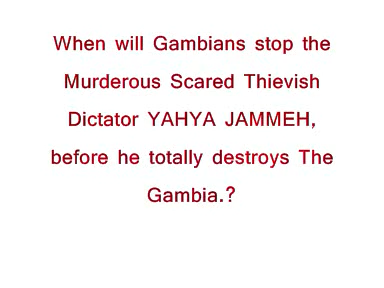 When will Gambians stop the
Murderous Scared Thievish
Dictator YAHYA JAMMEH,
before he totally destroys The
Gambia.?